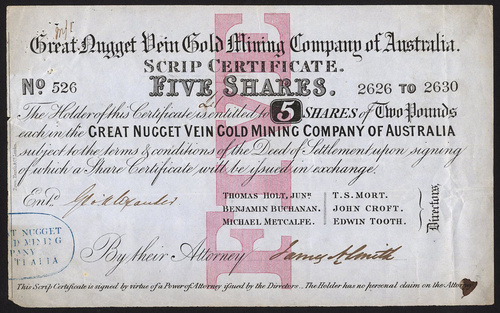 Great Nugget Vein Gold Mining Company of Australia.
SCRIP CERTIFICATE.
No 526 FIVE SHARES. 2626 TO 2630
The Holder of this Certificate is entitled to 5 SHARES of Two Pounds
each in the GREAT NUGGET VEIN GOLD MINING COMPANY OF AUSTRALIA
subject to the terms & conditions of the Deed of Settlement upon signing
of which a Share Certificate will be issued in exchange.
Entd.
THOMAS HOLT, JUNR. T. S. MORT.
BENJAMIN BUCHANAN. JOHN CROFT.
MICHAEL METCALFE. EDWIN TOOTH.
Directors,
FIVE
T NUGGET
MINING
PANY
TRALIA
By their Attorney
This Scrip Certificate is signed by virtue of a Power of Attorney issued by the Directors _ The Holder has no personal claim on the